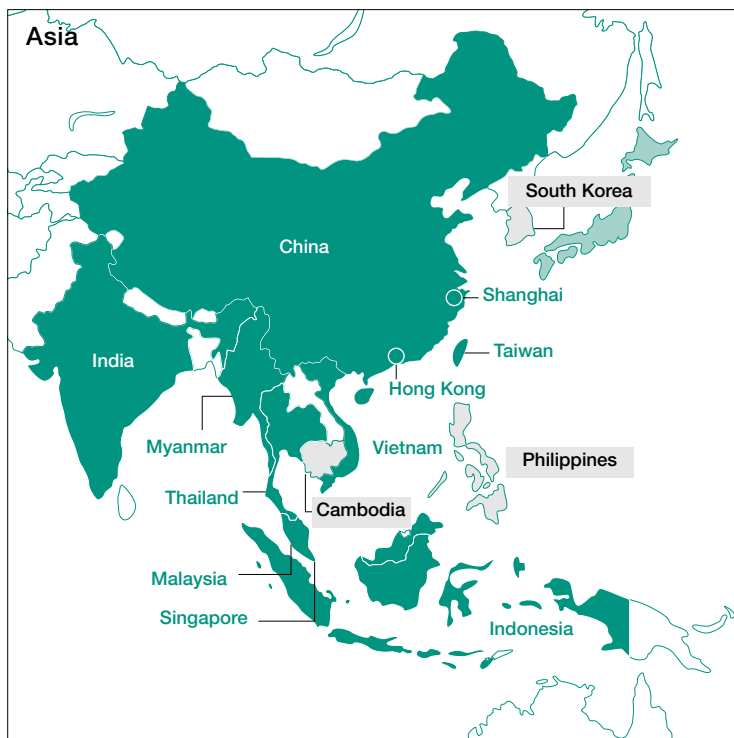 Asia
South Korea
China
Shanghai
Taiwan
India
Hong Kong
Myanmar
Vietnam
Philippines
Thailand
Cambodia
Malaysia
Singapore
Indonesia